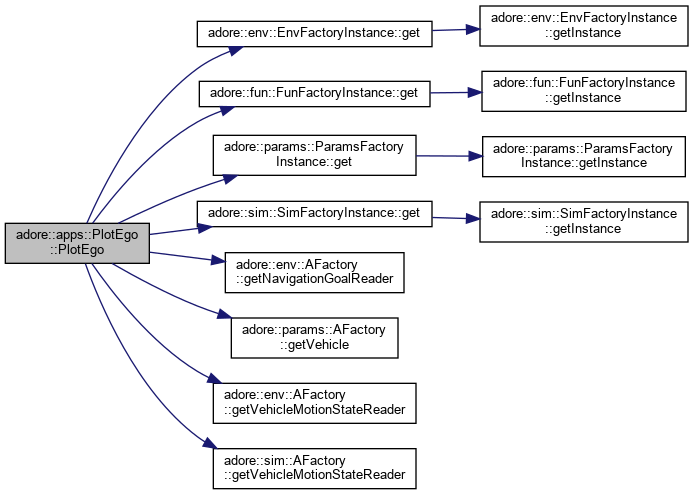 adore::apps::PlotEgo
::PlotEgo
adore::env::EnvFactoryInstance::get
adore::env::EnvFactoryInstance
::getInstance
adore::fun::FunFactoryInstance::get
adore::fun::FunFactoryInstance
::getInstance
adore::params::ParamsFactory
Instance::get
adore::params::ParamsFactory
Instance::getInstance
adore::sim::SimFactoryInstance::get
adore::sim::SimFactoryInstance
::getInstance
adore::env::AFactory
::getNavigationGoalReader
adore::params::AFactory
::getVehicle
adore::env::AFactory
::getVehicleMotionStateReader
adore::sim::AFactory
::getVehicleMotionStateReader